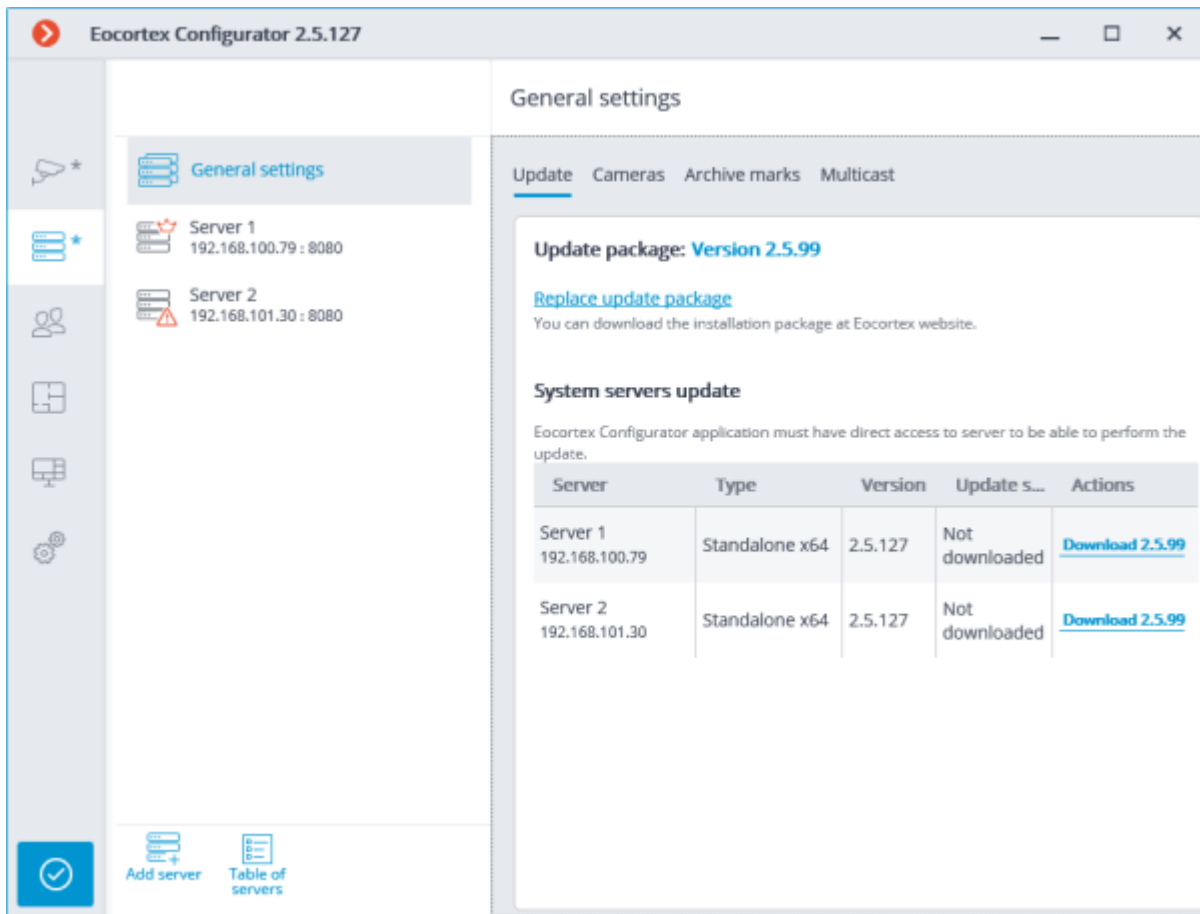 Eocortex Configurator 2.5.127
General settings
General settings
Server 1
192.168.100.79 : 8080
Server 2
192.168.101.30 : 8080
Update Cameras Archive marks Multicast
Update package: Version 2.5.99
Replace update package
You can download the installation package at Eocortex website.
System servers update
Eocortex Configurator application must have direct access to server to be able to perform the
update.
Server Type Version Update s... Actions
Server 1
192.168.100.79
Standalone x64
2.5.127
Not
downloaded
Download 2.5.99
Server 2
192.168.101.30
Standalone x64
2.5.127
Not
downloaded
Download 2.5.99
Add server
Table of
servers